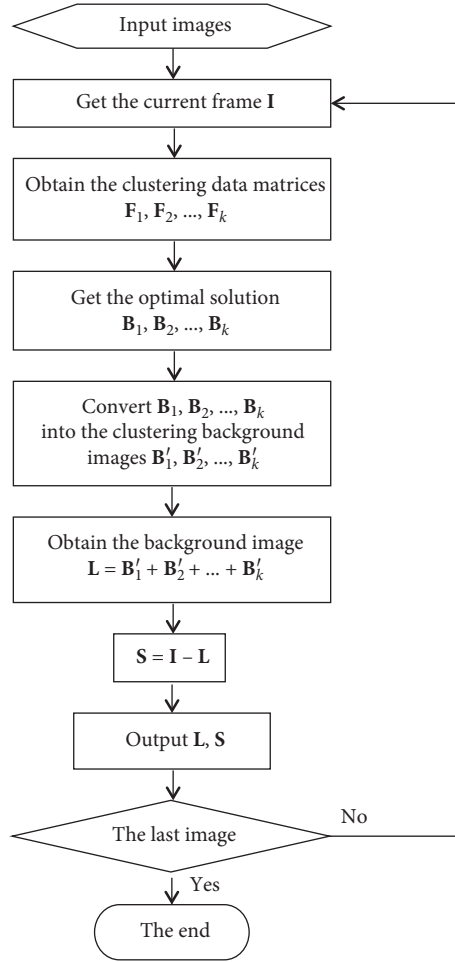 Input images
Get the current frame I
Obtain the clustering data matrices
F₁, F₂, ..., Fₖ
Get the optimal solution
B₁, B₂, ..., Bₖ
Convert B₁, B₂, ..., Bₖ
into the clustering background
images B′₁, B′₂, ..., B′ₖ
Obtain the background image
L = B′₁ + B′₂ + ... + B′ₖ
S = I – L
Output L, S
The last image
No
Yes
The end